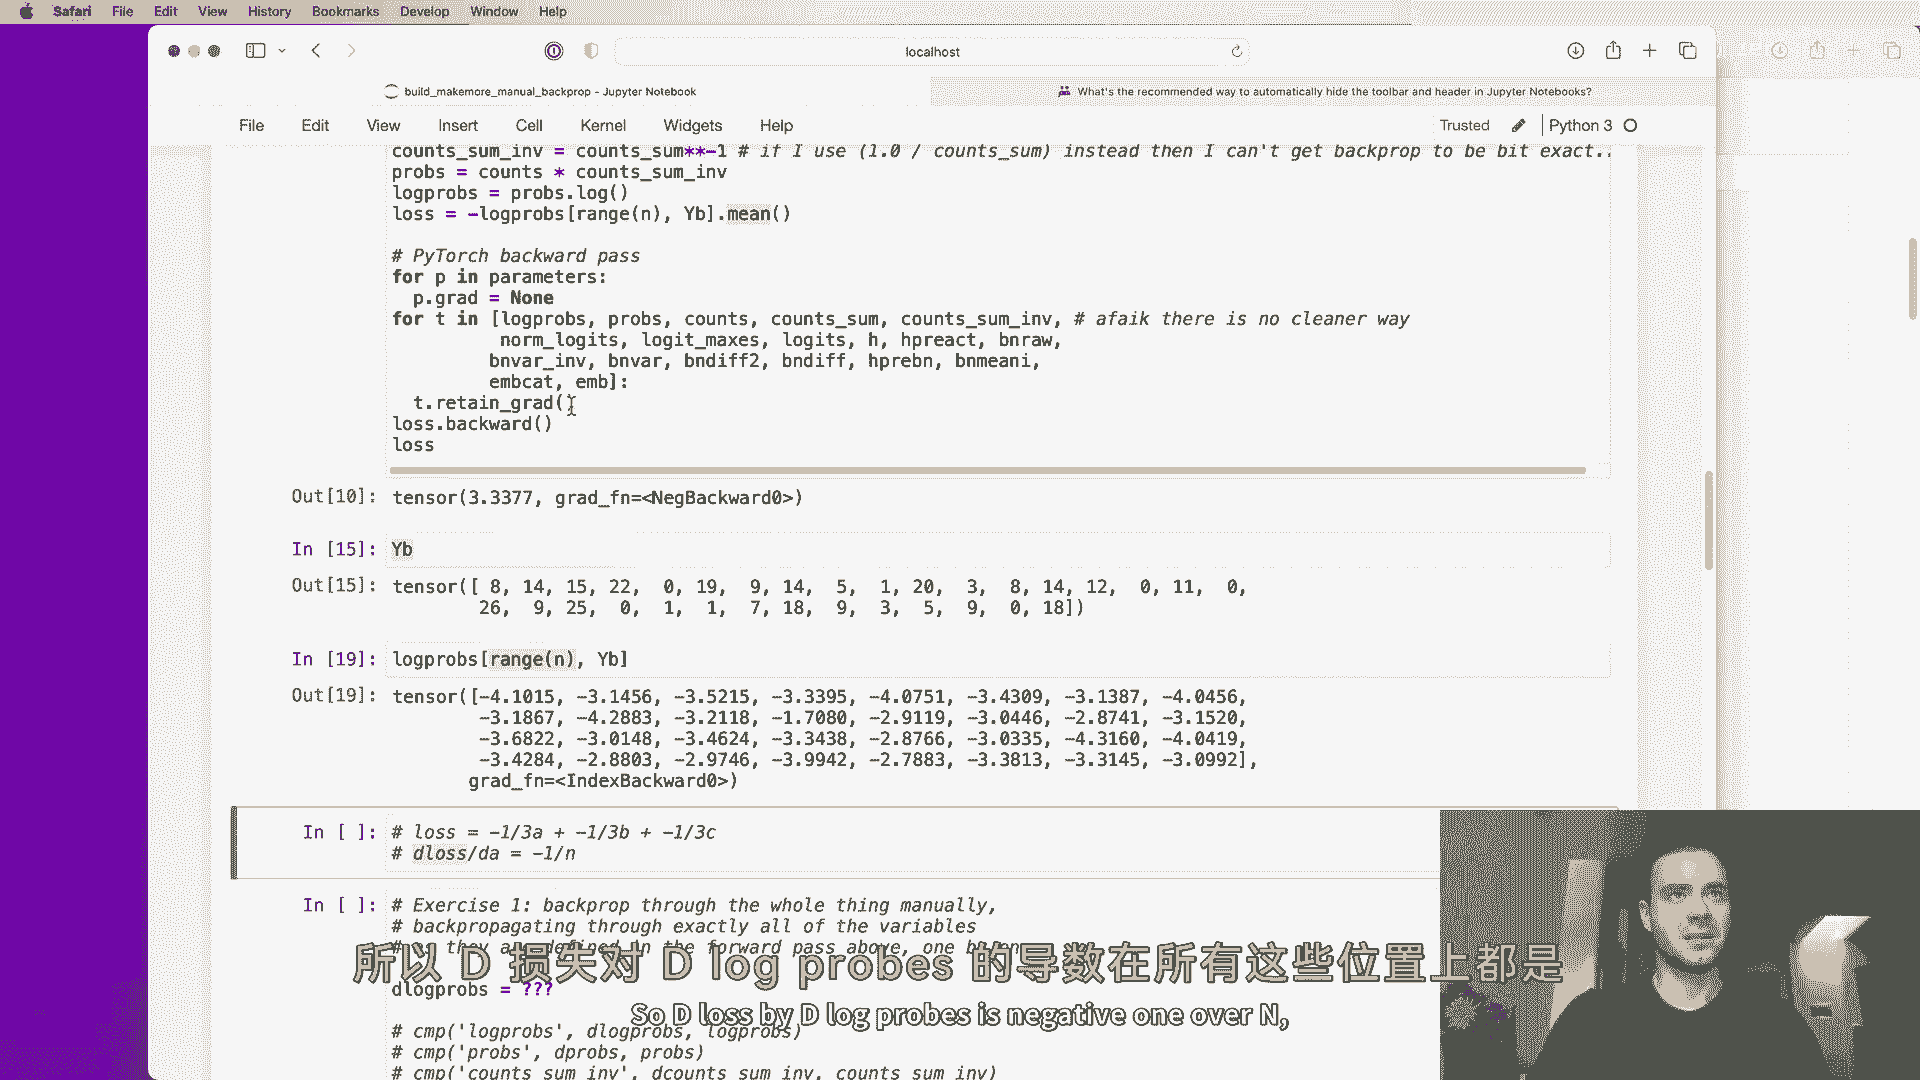 Safari File Edit View History Bookmarks Develop Window Help
localhost
build_makemore_manual_backprop - Jupyter Notebook
What's the recommended way to automatically hide the toolbar and header in Jupyter Notebooks?
File Edit View Insert Cell Kernel Widgets Help
Trusted Python 3
counts_sum_inv = counts_sum**-1 # if I use (1.0 / counts_sum) instead then I can't get backprop to be bit exact..
probs = counts * counts_sum_inv
logprobs = probs.log()
loss = -logprobs[range(n), Yb].mean()
# PyTorch backward pass
for p in parameters:
p.grad = None
for t in [logprobs, probs, counts, counts_sum, counts_sum_inv, # afaik there is no cleaner way
norm_logits, logit_maxes, logits, h, hpreact, bnraw,
bnvar_inv, bnvar, bndiff2, bndiff, hprebn, bnmeani,
embcat, emb]:
t.retain_grad()
loss.backward()
loss
Out[10]: tensor(3.3377, grad_fn=<NegBackward0>)
In [15]: Yb
Out[15]: tensor([ 8, 14, 15, 22, 0, 19, 9, 14, 5, 1, 20, 3, 8, 14, 12, 0, 11, 0,
26, 9, 25, 0, 1, 1, 7, 18, 9, 3, 5, 9, 0, 18])
In [19]: logprobs[range(n), Yb]
Out[19]: tensor([-4.1015, -3.1456, -3.5215, -3.3395, -4.0751, -3.4309, -3.1387, -4.0456,
-3.1867, -4.2883, -3.2118, -1.7080, -2.9119, -3.0446, -2.8741, -3.1520,
-3.6822, -3.0148, -3.4624, -3.3438, -2.8766, -3.0335, -4.3160, -4.0419,
-3.4284, -2.8803, -2.9746, -3.9942, -2.7883, -3.3813, -3.3145, -3.0992],
grad_fn=<IndexBackward0>)
In [ ]: # loss = -1/3a + -1/3b + -1/3c
# dloss/da = -1/n
In [ ]: # Exercise 1: backprop through the whole thing manually,
# backpropagating through exactly all of the variables
they in the forward pass above, one
所以 D 损失对 D log probes 的导数在所有这些位置上都是
dlogprobs = ???
So D loss by D log probes is negative one over N,
# cmp('logprobs', dlogprobs, logprobs)
# cmp('probs', dprobs, probs)
# cmp('counts_sum_inv', dcounts_sum_inv, counts_sum_inv)